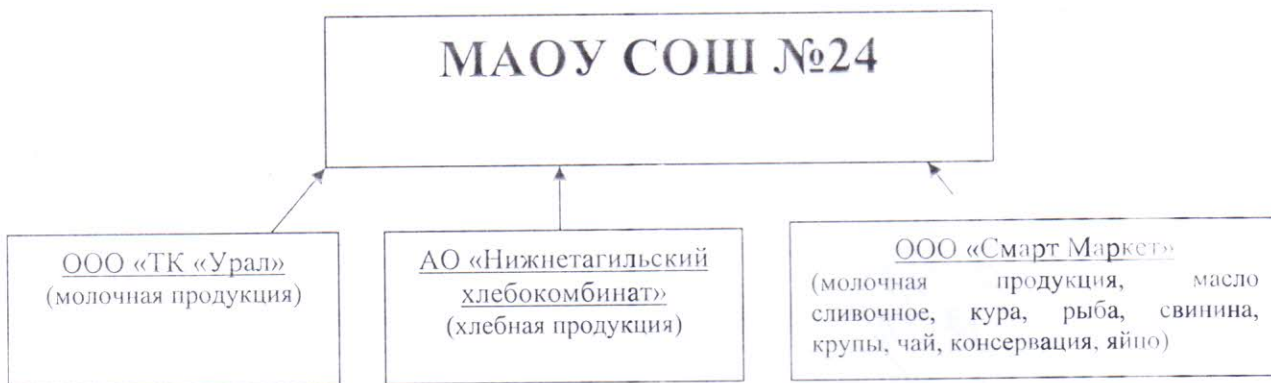 МАОУ СОШ №24
ООО «ТК «Урал»
(молочная продукция)
АО «Нижнетагильский
хлебокомбинат»
(хлебная продукция)
ООО «Смарт Маркет»
(молочная продукция, масло
сливочное, кура, рыба, свинина,
крупы, чай, консервация, яйцо)